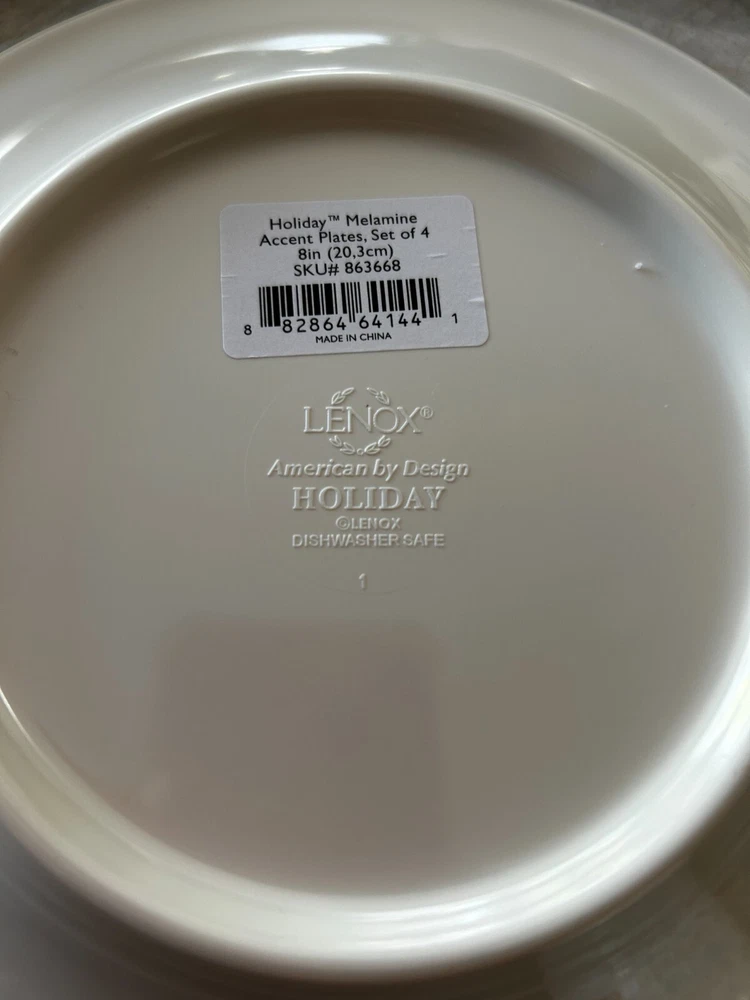 Holiday™ Melamine
Accent Plates, Set of 4
8in (20,3cm)
SKU# 863668
8 82864 64144 1
MADE IN CHINA
LENOX®
American by Design
HOLIDAY
©LENOX
DISHWASHER SAFE
1